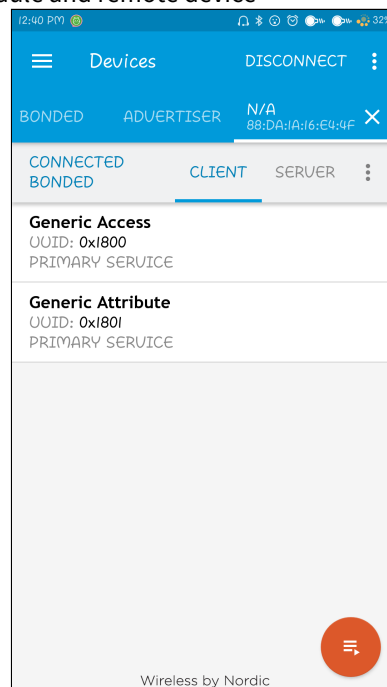 dule and remote device
12:40 PM 32%
Devices DISCONNECT
BONDED ADVERTISER N/A
88:DA:1A:16:E4:4F
CONNECTED
BONDED CLIENT SERVER
Generic Access
UUID: 0x1800
PRIMARY SERVICE
Generic Attribute
UUID: 0x1801
PRIMARY SERVICE
Wireless by Nordic